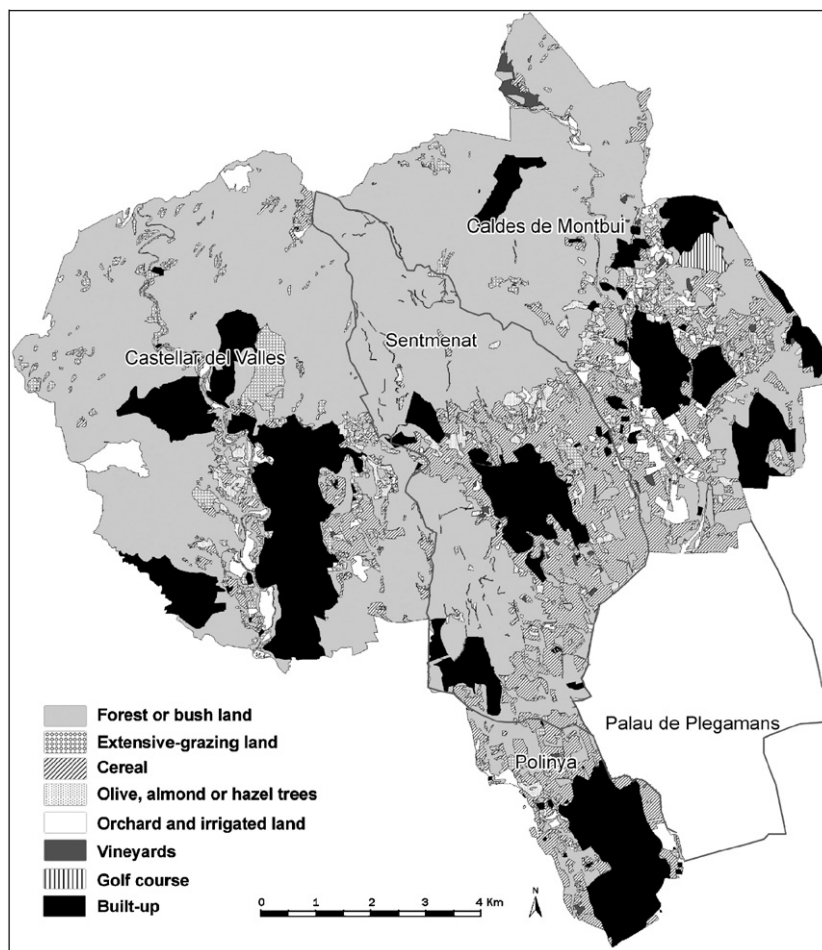 Caldes de Montbui
Sentmenat
Castellar del Valles
Palau de Plegamans
Polinya
Forest or bush land
Extensive-grazing land
Cereal
Olive, almond or hazel trees
Orchard and irrigated land
Vineyards
Golf course
Built-up
0 1 2 3 4 Km
N